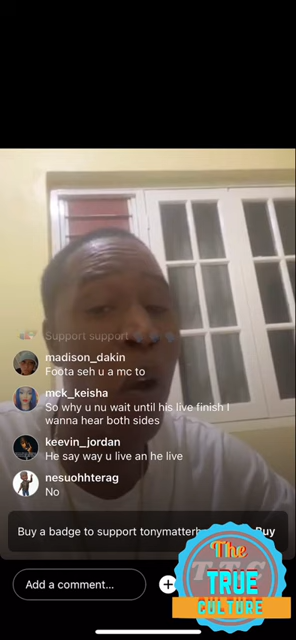 Support support
madison_dakin
Foota seh u a mc to
mck_keisha
So why u nu wait until his live finish I
wanna hear both sides
keevin_jordan
He say way u live an he live
nesuohhterag
No
Buy a badge to support tonymatterh
Buy
Add a comment...
The
T.T.C
TRUE
CULTURE